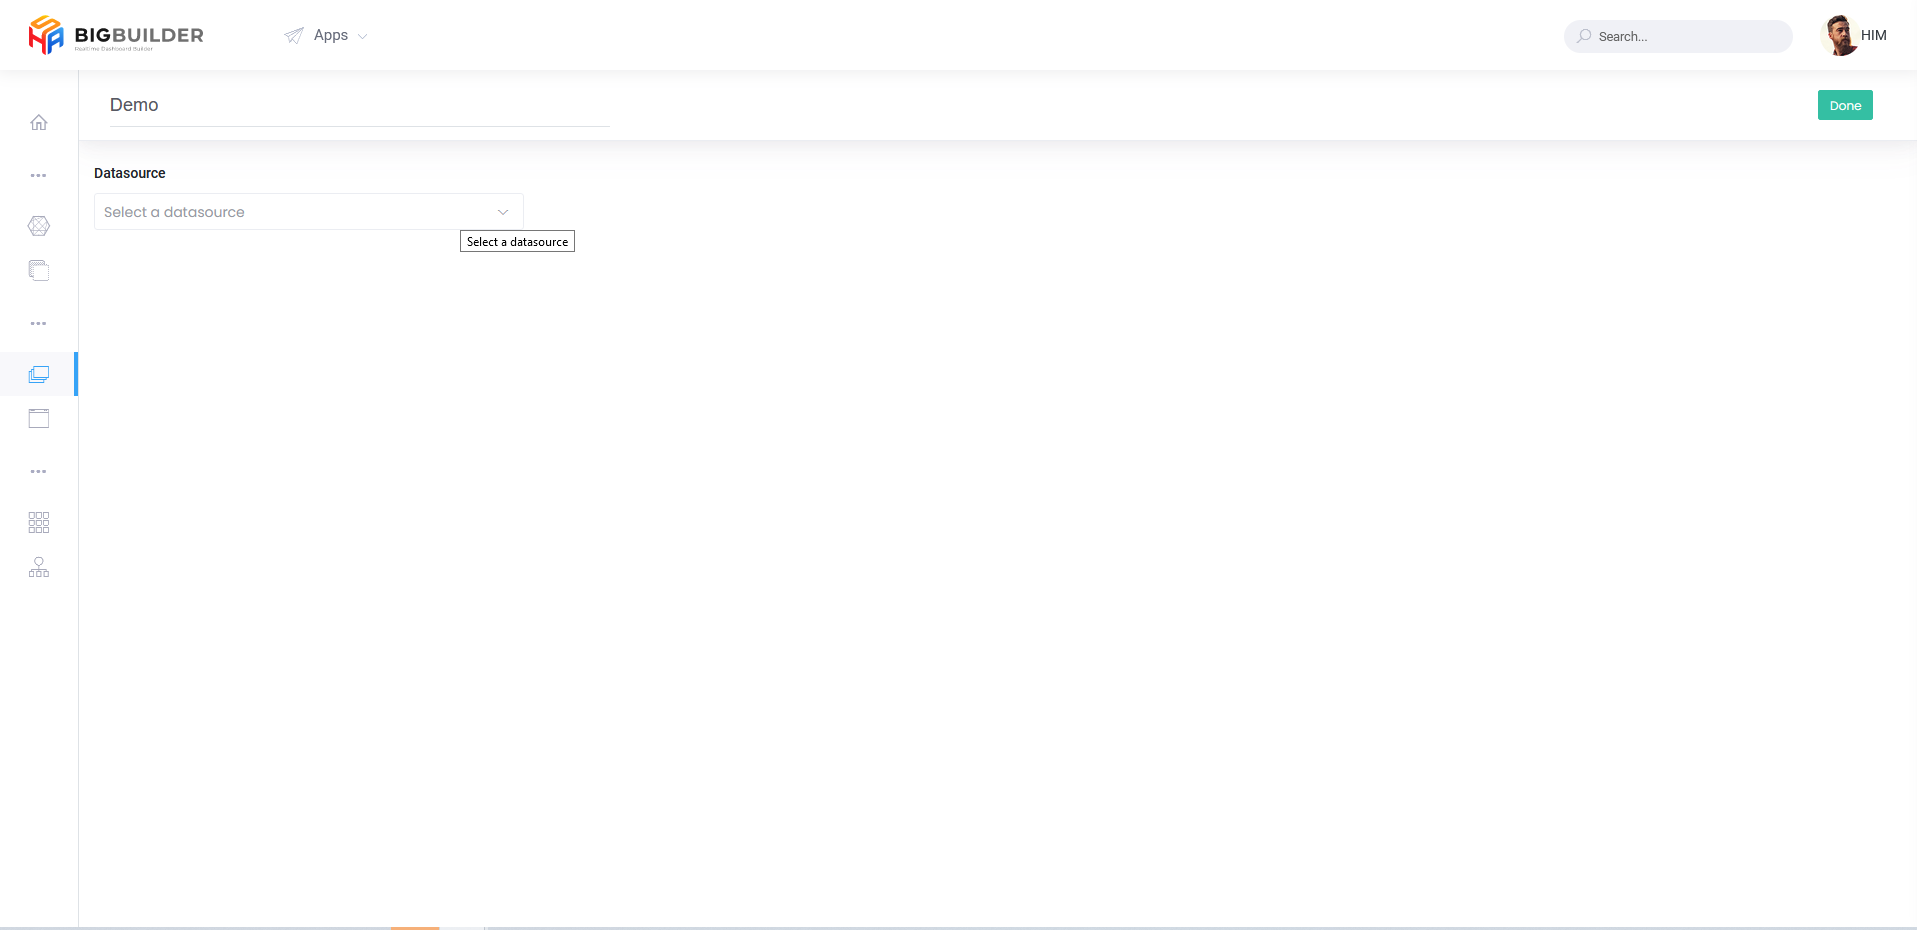 BIGBUILDER
Realtime Dashboard Builder
Apps
Search...
HIM
Demo
Done
Datasource
Select a datasource
Select a datasource